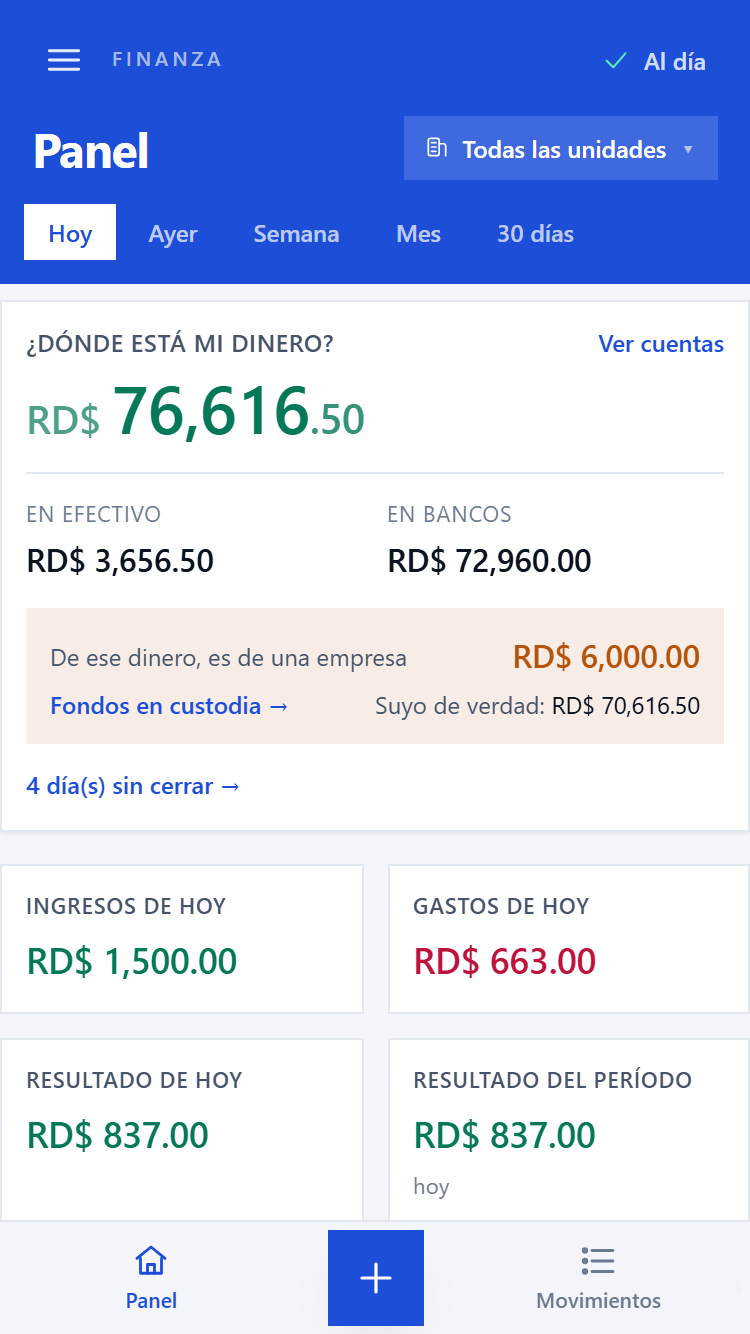 FINANZA
Al día
Panel
Todas las unidades ▼
Hoy Ayer Semana Mes 30 días
¿DÓNDE ESTÁ MI DINERO? Ver cuentas
RD$ 76,616.50
EN EFECTIVO EN BANCOS
RD$ 3,656.50 RD$ 72,960.00
De ese dinero, es de una empresa RD$ 6,000.00
Fondos en custodia → Suyo de verdad: RD$ 70,616.50
4 día(s) sin cerrar →
INGRESOS DE HOY GASTOS DE HOY
RD$ 1,500.00 RD$ 663.00
RESULTADO DE HOY RESULTADO DEL PERÍODO
RD$ 837.00 RD$ 837.00
hoy
Panel Movimientos